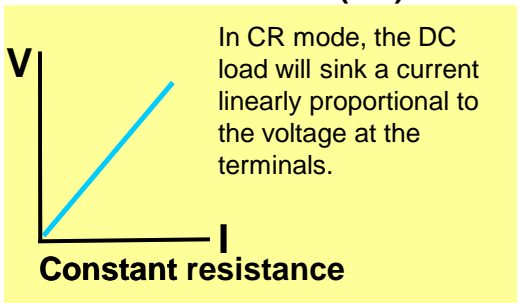 V
In CR mode, the DC
load will sink a current
linearly proportional to
the voltage at the
terminals.
I
Constant resistance